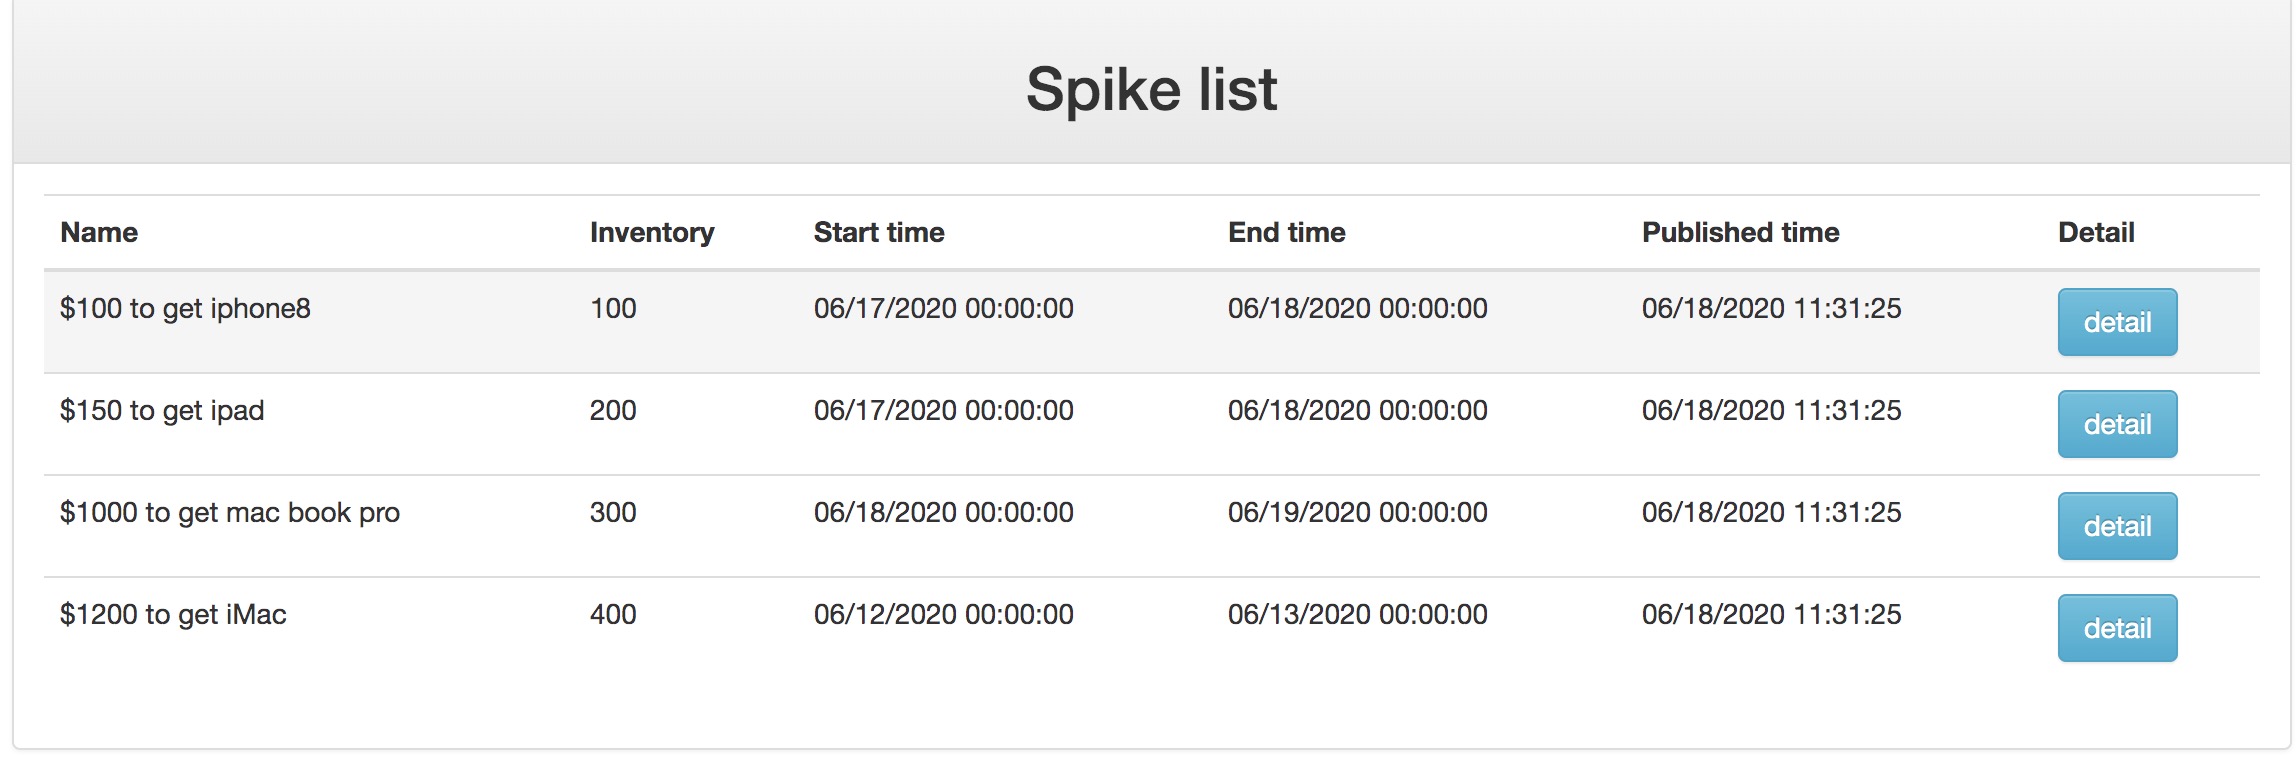 Spike list
Name Inventory Start time End time Published time Detail
$100 to get iphone8 100 06/17/2020 00:00:00 06/18/2020 00:00:00 06/18/2020 11:31:25 detail
$150 to get ipad 200 06/17/2020 00:00:00 06/18/2020 00:00:00 06/18/2020 11:31:25 detail
$1000 to get mac book pro 300 06/18/2020 00:00:00 06/19/2020 00:00:00 06/18/2020 11:31:25 detail
$1200 to get iMac 400 06/12/2020 00:00:00 06/13/2020 00:00:00 06/18/2020 11:31:25 detail